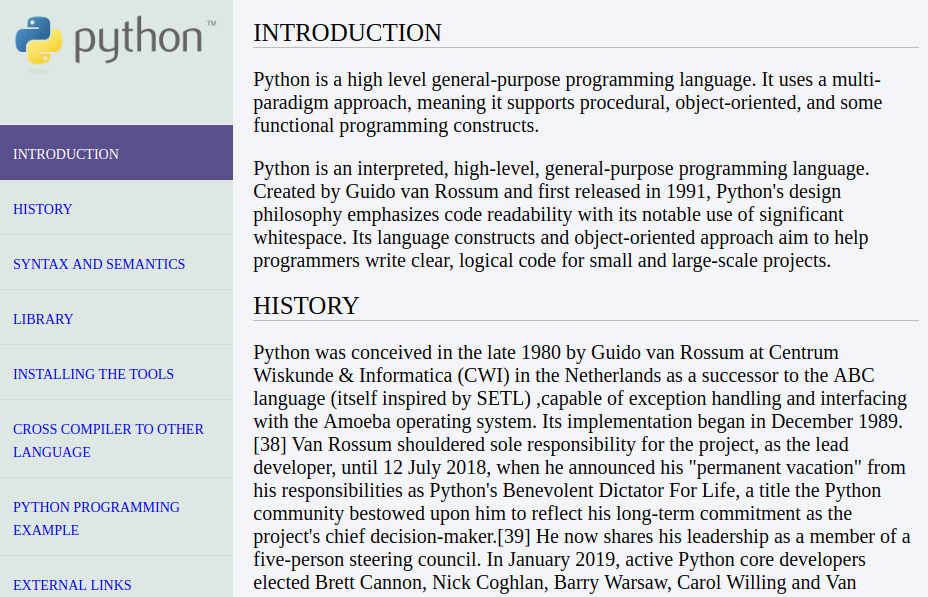 python™
INTRODUCTION
HISTORY
SYNTAX AND SEMANTICS
LIBRARY
INSTALLING THE TOOLS
CROSS COMPILER TO OTHER
LANGUAGE
PYTHON PROGRAMMING
EXAMPLE
EXTERNAL LINKS
INTRODUCTION
Python is a high level general-purpose programming language. It uses a multi-
paradigm approach, meaning it supports procedural, object-oriented, and some
functional programming constructs.
Python is an interpreted, high-level, general-purpose programming language.
Created by Guido van Rossum and first released in 1991, Python's design
philosophy emphasizes code readability with its notable use of significant
whitespace. Its language constructs and object-oriented approach aim to help
programmers write clear, logical code for small and large-scale projects.
HISTORY
Python was conceived in the late 1980 by Guido van Rossum at Centrum
Wiskunde & Informatica (CWI) in the Netherlands as a successor to the ABC
language (itself inspired by SETL) ,capable of exception handling and interfacing
with the Amoeba operating system. Its implementation began in December 1989.
[38] Van Rossum shouldered sole responsibility for the project, as the lead
developer, until 12 July 2018, when he announced his "permanent vacation" from
his responsibilities as Python's Benevolent Dictator For Life, a title the Python
community bestowed upon him to reflect his long-term commitment as the
project's chief decision-maker.[39] He now shares his leadership as a member of a
five-person steering council. In January 2019, active Python core developers
elected Brett Cannon, Nick Coghlan, Barry Warsaw, Carol Willing and Van